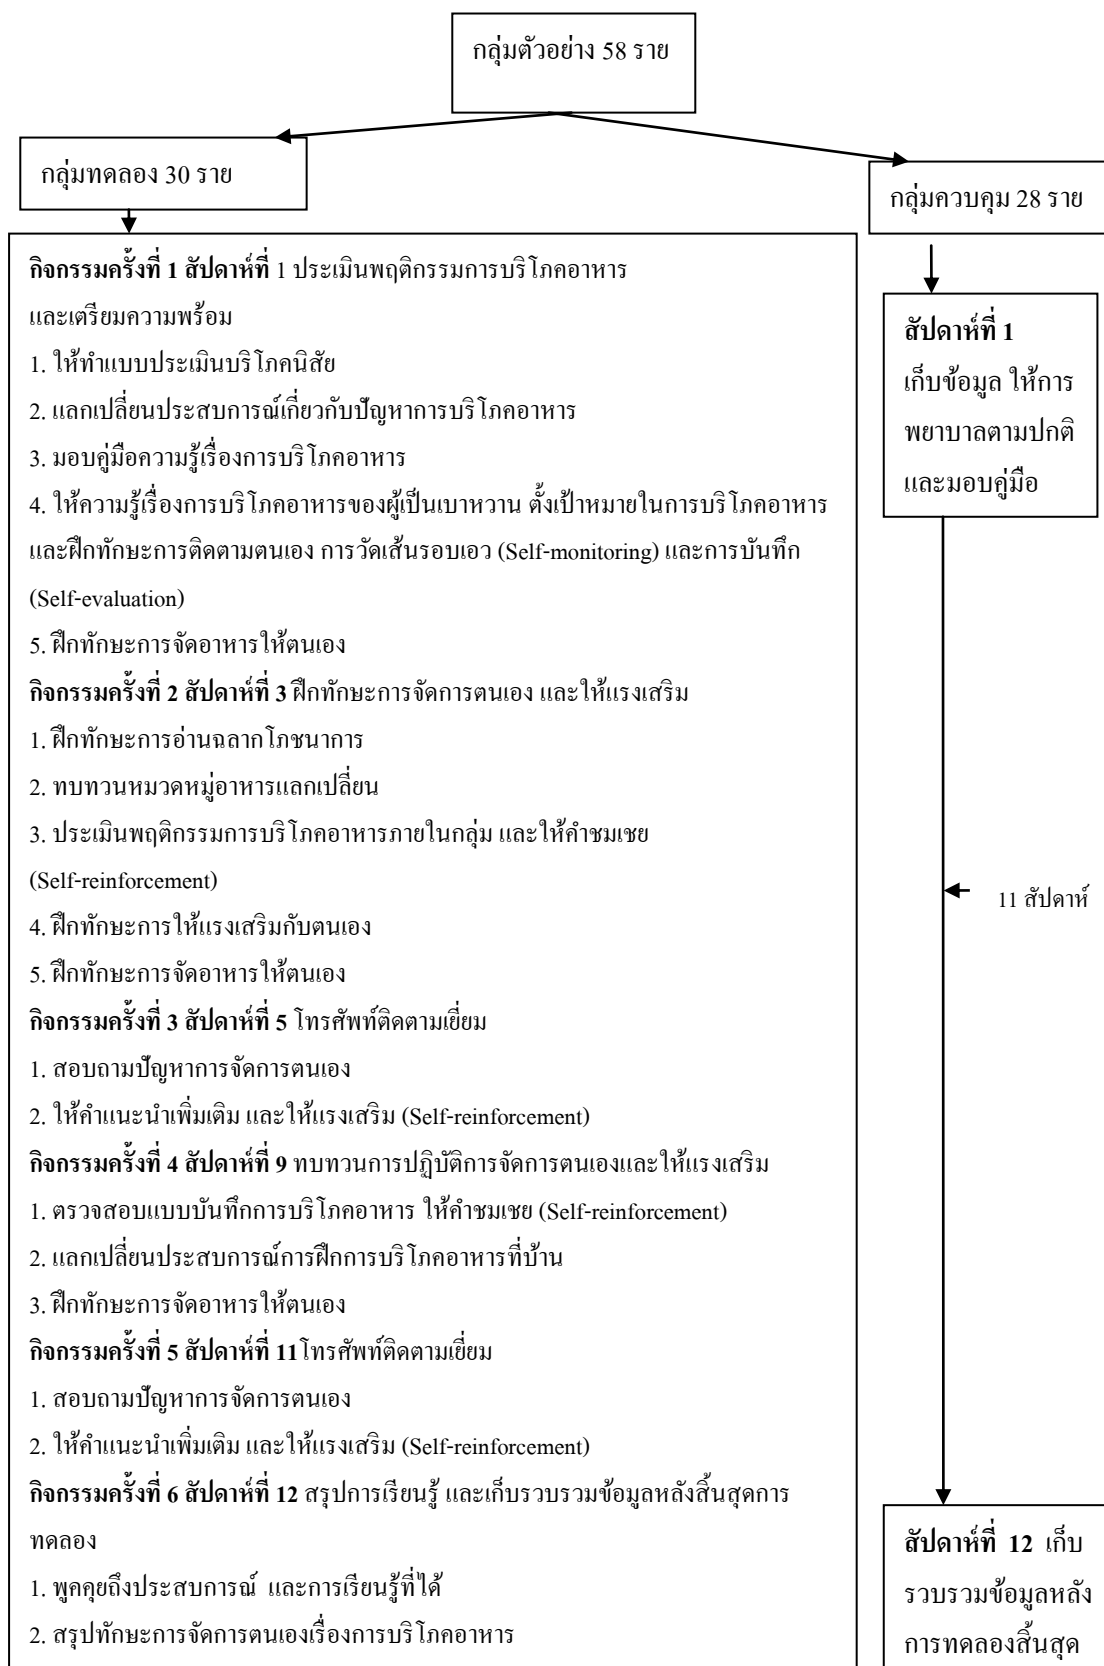 กลุ่มตัวอย่าง 58 ราย
กลุ่มทดลอง 30 ราย
กลุ่มควบคุม 28 ราย
กิจกรรมครั้งที่ 1 สัปดาห์ที่ 1 ประเมินพฤติกรรมการบริโภคอาหาร
และเตรียมความพร้อม
1. ให้ทำแบบประเมินบริโภคนิสัย
2. แลกเปลี่ยนประสบการณ์เกี่ยวกับปัญหาการบริโภคอาหาร
3. มอบคู่มือความรู้เรื่องการบริโภคอาหาร
4. ให้ความรู้เรื่องการบริโภคอาหารของผู้เป็นเบาหวาน ตั้งเป้าหมายในการบริโภคอาหาร
และฝึกทักษะการติดตามตนเอง การวัดเส้นรอบเอว (Self-monitoring) และการบันทึก
(Self-evaluation)
5. ฝึกทักษะการจัดอาหารให้ตนเอง
กิจกรรมครั้งที่ 2 สัปดาห์ที่ 3 ฝึกทักษะการจัดการตนเอง และให้แรงเสริม
1. ฝึกทักษะการอ่านฉลากโภชนาการ
2. ทบทวนหมวดหมู่อาหารแลกเปลี่ยน
3. ประเมินพฤติกรรมการบริโภคอาหารภายในกลุ่ม และให้คำชมเชย
(Self-reinforcement)
4. ฝึกทักษะการให้แรงเสริมกับตนเอง
5. ฝึกทักษะการจัดอาหารให้ตนเอง
กิจกรรมครั้งที่ 3 สัปดาห์ที่ 5 โทรศัพท์ติดตามเยี่ยม
1. สอบถามปัญหาการจัดการตนเอง
2. ให้คำแนะนำเพิ่มเติม และให้แรงเสริม (Self-reinforcement)
กิจกรรมครั้งที่ 4 สัปดาห์ที่ 9 ทบทวนการปฏิบัติการจัดการตนเองและให้แรงเสริม
1. ตรวจสอบแบบบันทึกการบริโภคอาหาร ให้คำชมเชย (Self-reinforcement)
2. แลกเปลี่ยนประสบการณ์การฝึกการบริโภคอาหารที่บ้าน
3. ฝึกทักษะการจัดอาหารให้ตนเอง
กิจกรรมครั้งที่ 5 สัปดาห์ที่ 11 โทรศัพท์ติดตามเยี่ยม
1. สอบถามปัญหาการจัดการตนเอง
2. ให้คำแนะนำเพิ่มเติม และให้แรงเสริม (Self-reinforcement)
กิจกรรมครั้งที่ 6 สัปดาห์ที่ 12 สรุปการเรียนรู้ และเก็บรวบรวมข้อมูลหลังสิ้นสุดการ
ทดลอง
1. พูดคุยถึงประสบการณ์ และการเรียนรู้ที่ได้
2. สรุปทักษะการจัดการตนเองเรื่องการบริโภคอาหาร
สัปดาห์ที่ 1
เก็บข้อมูล ให้การ
พยาบาลตามปกติ
และมอบคู่มือ
11 สัปดาห์
สัปดาห์ที่ 12 เก็บ
รวบรวมข้อมูลหลัง
การทดลองสิ้นสุด